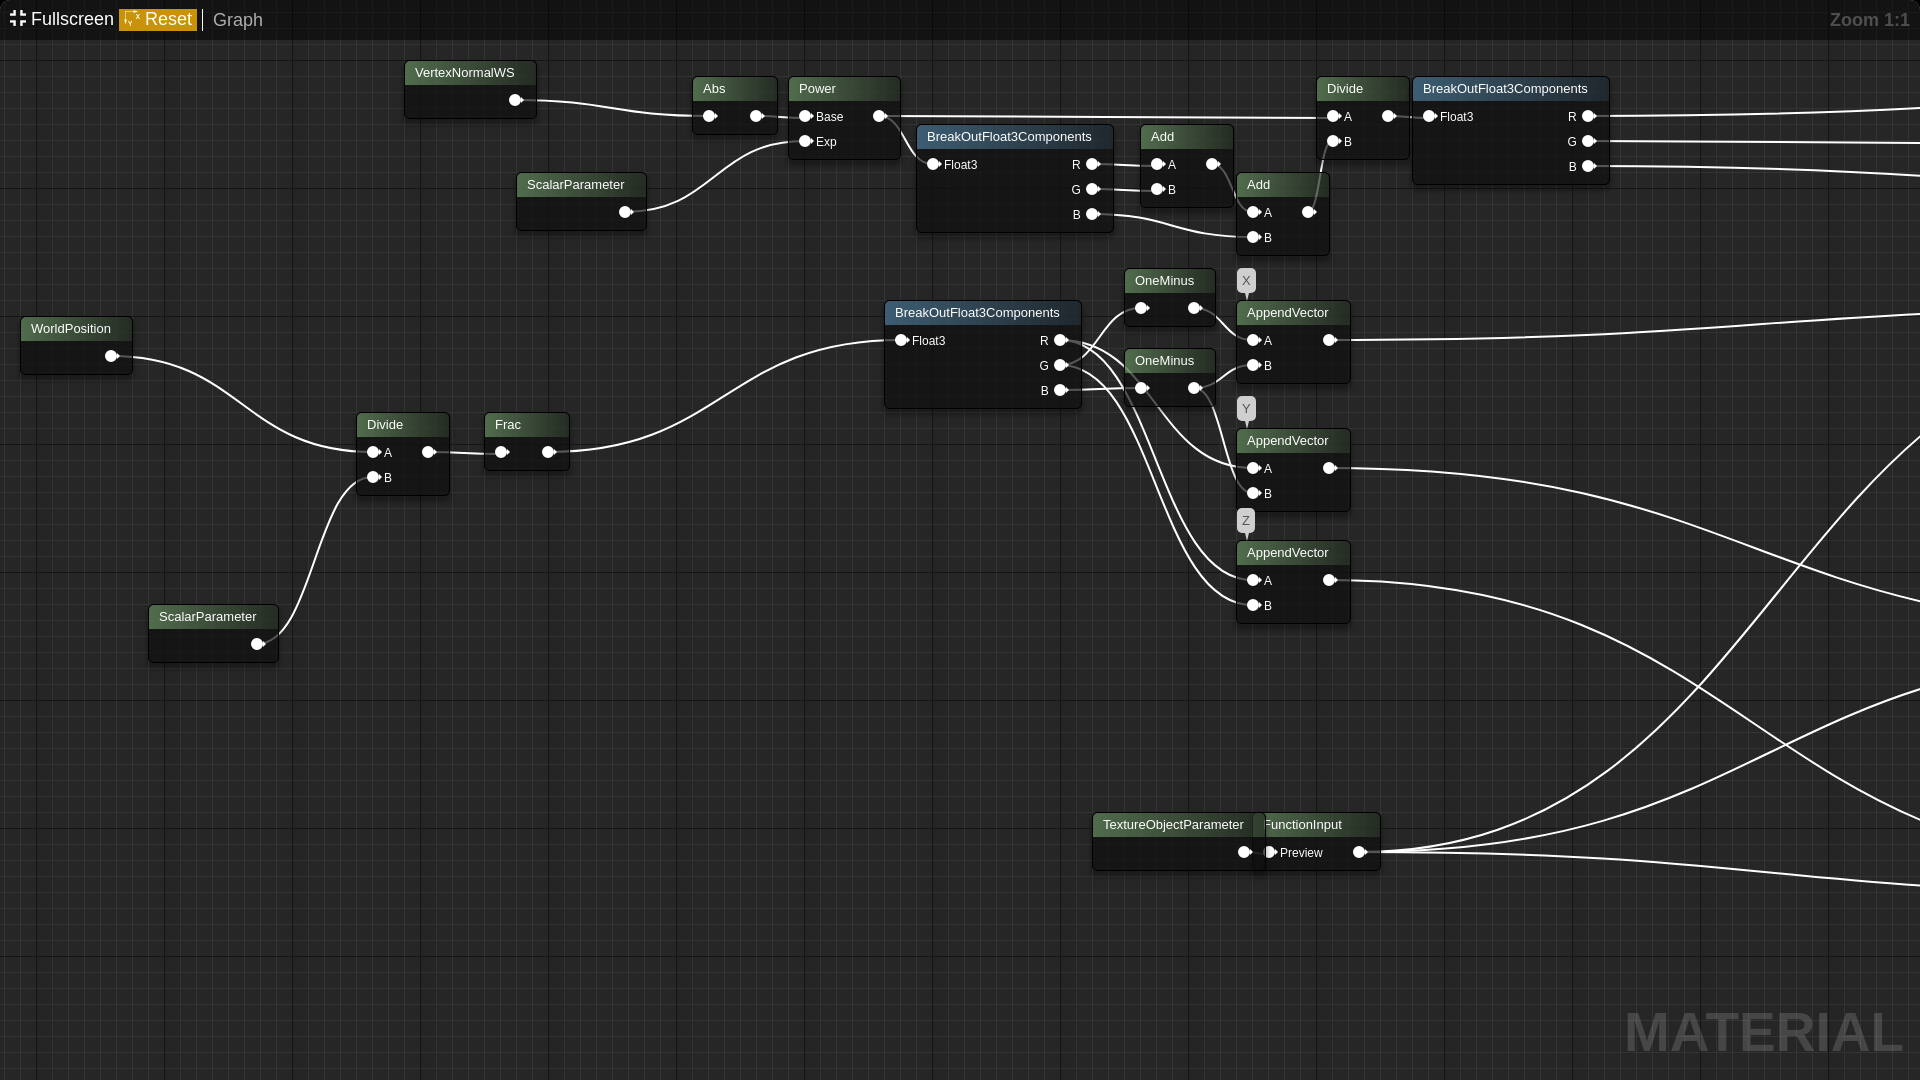 Fullscreen Reset Graph Zoom 1:1
VertexNormalWS
Abs
Power
Base
Exp
ScalarParameter
BreakOutFloat3Components
Float3 R
G
B
Add
A
B
Add
A
B
Divide
A
B
BreakOutFloat3Components
Float3 R
G
B
WorldPosition
Divide
A
B
Frac
ScalarParameter
BreakOutFloat3Components
Float3 R
G
B
OneMinus
OneMinus
X
AppendVector
A
B
Y
AppendVector
A
B
Z
AppendVector
A
B
TextureObjectParameter
FunctionInput
Preview
MATERIAL